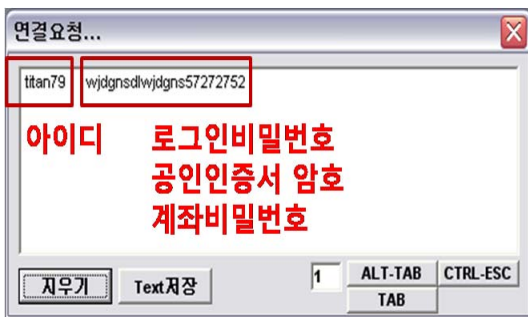 연결요청...
titan79 wjdgnsdlwjdgns57272752
아이디 로그인비밀번호
공인인증서 암호
계좌비밀번호
지우기 Text저장 1 ALT-TAB CTRL-ESC
TAB